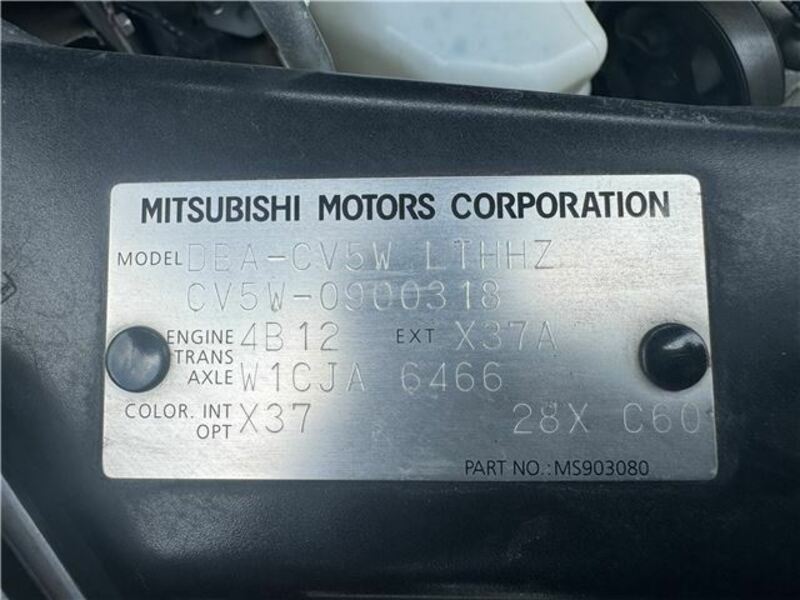 MITSUBISHI MOTORS CORPORATION
MODEL DBA-CV5W LTHHZ
CV5W-0900318
ENGINE 4B12 EXT X37A
TRANS
AXLE W1CJA 6466
COLOR. INT X37 28X C60
OPT
PART NO.: MS903080